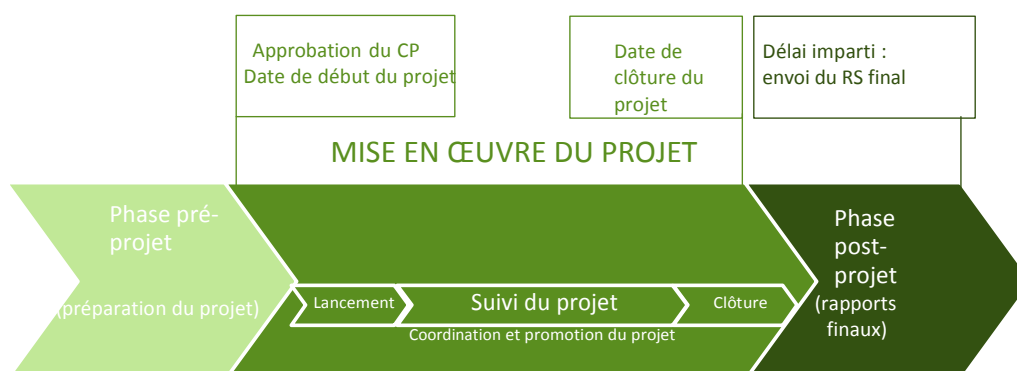 Approbation du CP
Date de début du projet
Date de
clôture du
projet
Délai imparti :
envoi du RS final
MISE EN ŒUVRE DU PROJET
Phase pré-
projet
(préparation du projet)
Lancement
Suivi du projet
Clôture
Coordination et promotion du projet
Phase
post-
projet
(rapports
finaux)